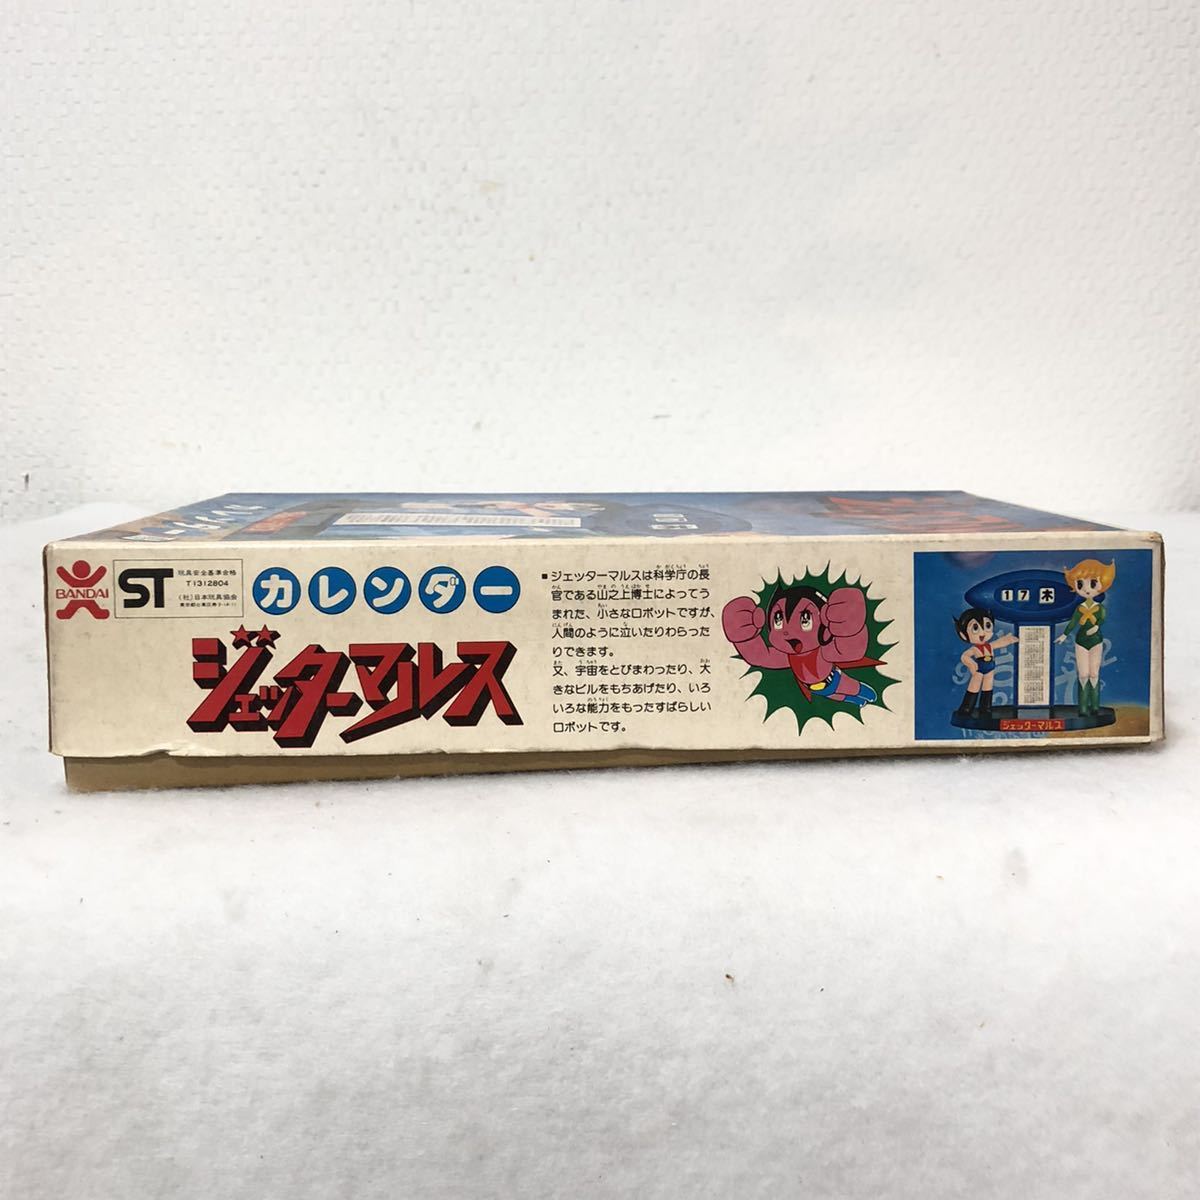 BANDAI
ST
玩具安全基準合格
T1312804
(社)日本玩具協会
カレンダー
ジェッターマルス
■ジェッターマルスは科学庁の長
官である山之上博士によってう
まれた、小さなロボットですが、
人間のように泣いたりわらった
りできます。
又、宇宙をとびまわったり、大
きなビルをもちあげたり、いろ
いろな能力をもったすばらしい
ロボットです。
17 木
ジェッターマルス